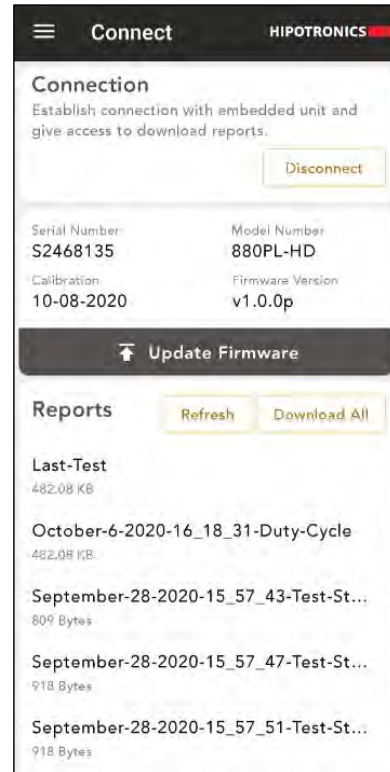 Connect
HIPOTRONICS
Connection
Establish connection with embedded unit and
give access to download reports.
Disconnect
Serial Number Model Number
S2468135 880PL-HD
Calibration Firmware Version
10-08-2020 v1.0.0p
Update Firmware
Reports Refresh Download All
Last-Test
482.08 KB
October-6-2020-16_18_31-Duty-Cycle
482.08 KB
September-28-2020-15_57_43-Test-St...
809 Bytes
September-28-2020-15_57_47-Test-St...
918 Bytes
September-28-2020-15_57_51-Test-St...
918 Bytes